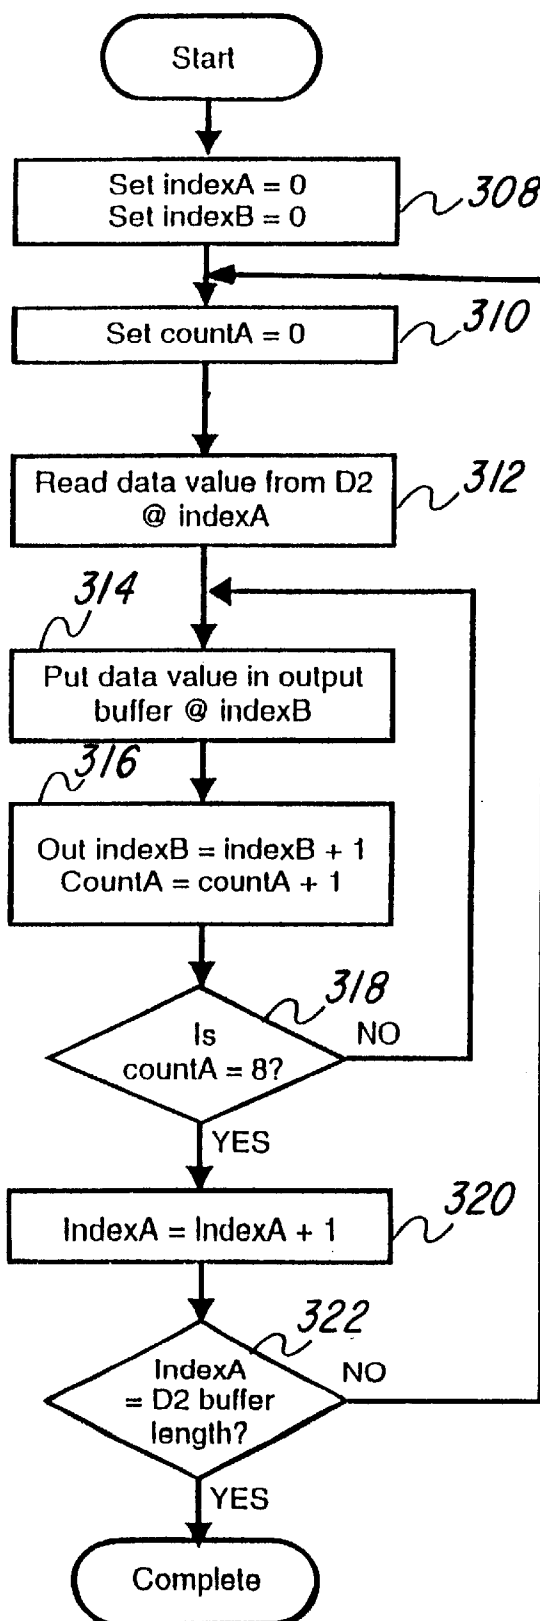 Start
Set indexA = 0
Set indexB = 0
308
Set countA = 0
310
Read data value from D2
@ indexA
312
314
Put data value in output
buffer @ indexB
316
Out indexB = indexB + 1
CountA = countA + 1
318
Is
countA = 8?
NO
YES
IndexA = IndexA + 1
320
322
IndexA
= D2 buffer
length?
NO
YES
Complete